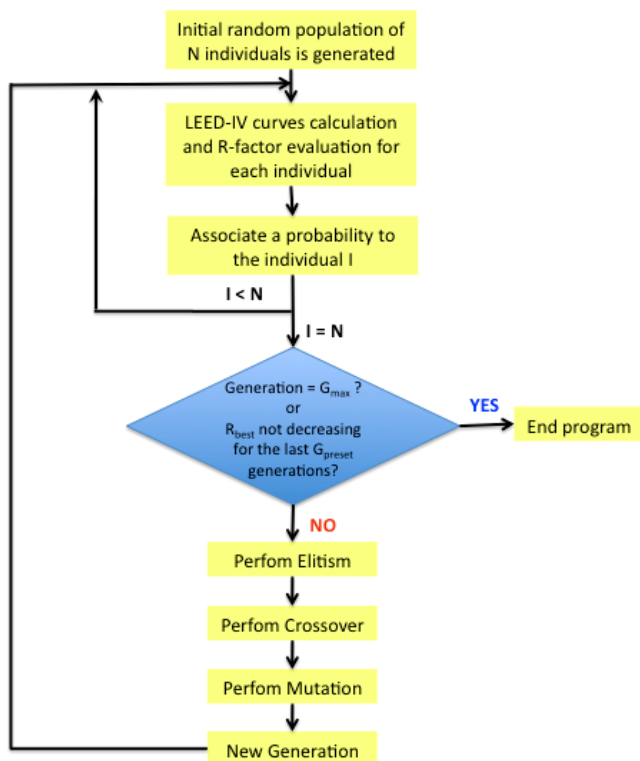 Initial random population of
N individuals is generated
LEED-IV curves calculation
and R-factor evaluation for
each individual
Associate a probability to
the individual I
I < N
I = N
Generation = Gmax ?
or
Rbest not decreasing
for the last Gpreset
generations?
YES
End program
NO
Perfom Elitism
Perfom Crossover
Perfom Mutation
New Generation